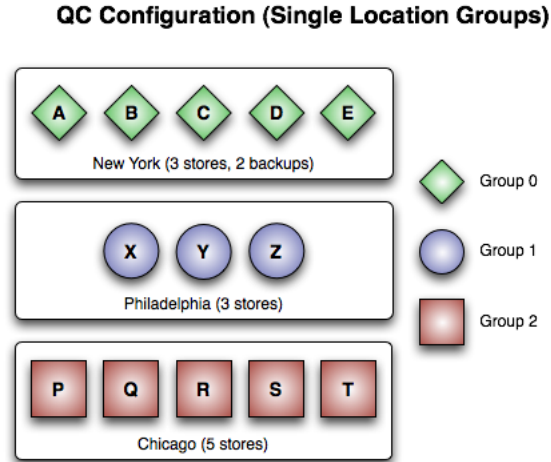 QC Configuration (Single Location Groups)
A B C D E
New York (3 stores, 2 backups)
Group 0
X Y Z
Group 1
Philadelphia (3 stores)
Group 2
P Q R S T
Chicago (5 stores)